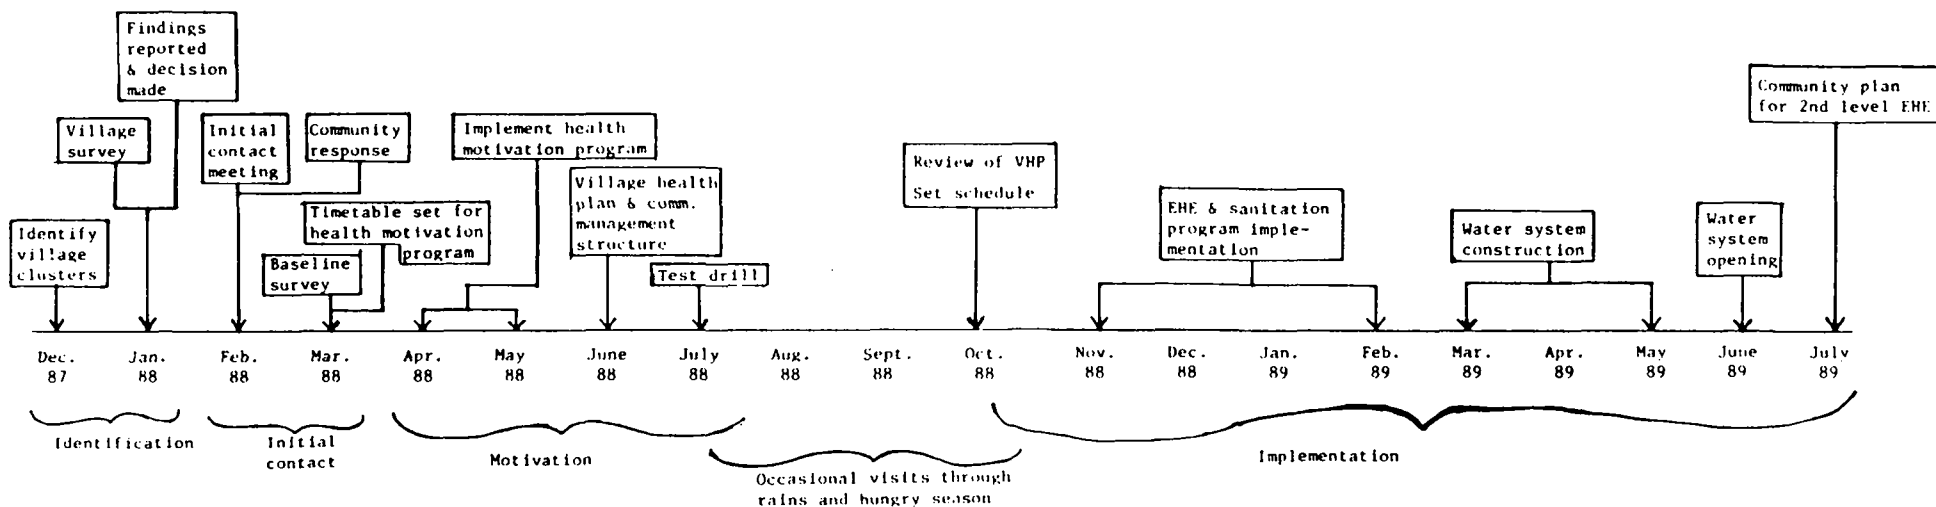 Findings
reported
& decision
made
Village
survey
Identify
village
clusters
Initial
contact
meeting
Community
response
Timetable set for
health motivation
program
Baseline
survey
Implement health
motivation program
Village health
plan & comm.
management
structure
Test drill
Review of VHP
Set schedule
EHE & sanitation
program imple-
mentation
Water system
construction
Water
system
opening
Community plan
for 2nd level EHE
Dec. Jan. Feb. Mar. Apr. May June July Aug. Sept. Oct. Nov. Dec. Jan. Feb. Mar. Apr. May June July
87 88 88 88 88 88 88 88 88 88 88 88 88 89 89 89 89 89 89 89
Identification
Initial
contact
Motivation
Occasional visits through
rains and hungry season
Implementation